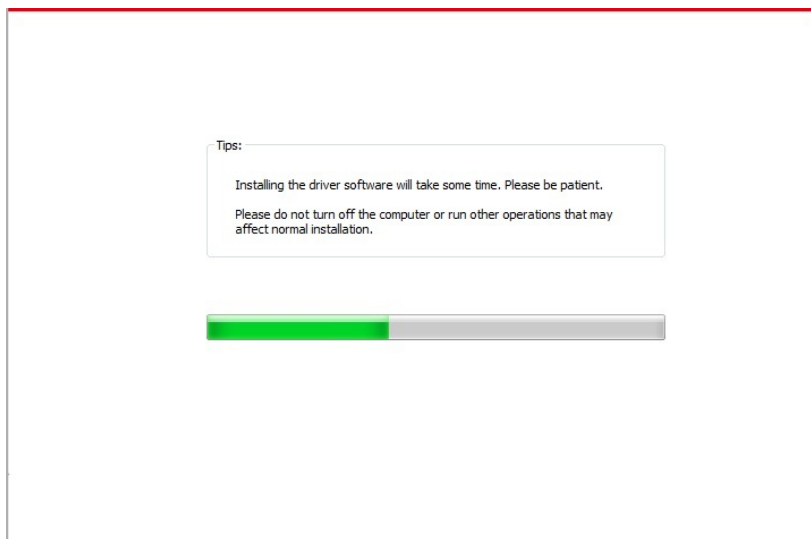 Tips:
Installing the driver software will take some time. Please be patient.
Please do not turn off the computer or run other operations that may
affect normal installation.